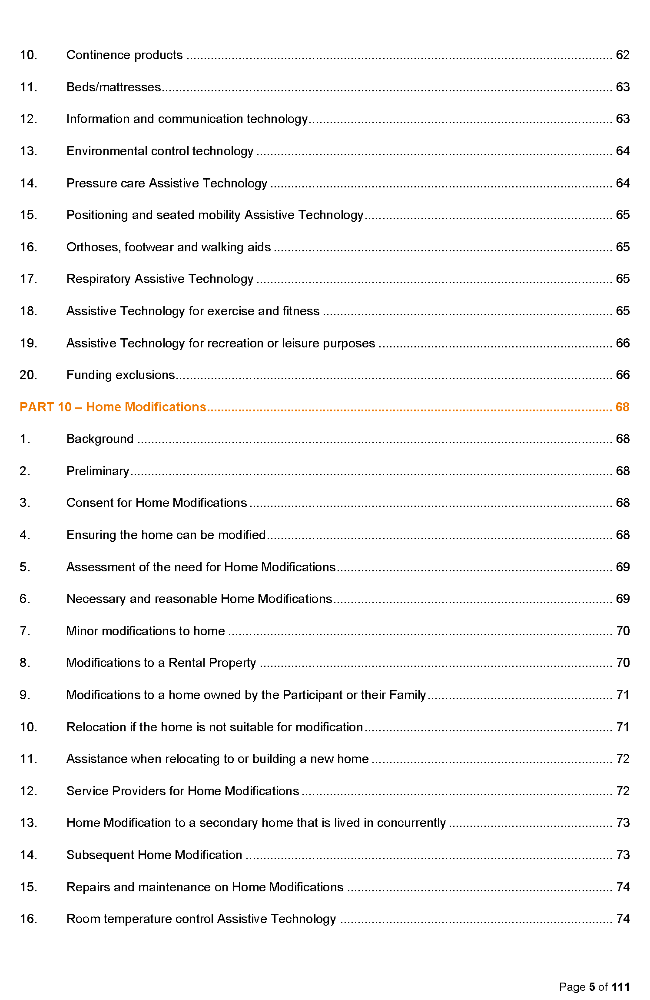 10. Continence products ........ 62
11. Beds/mattresses ........ 63
12. Information and communication technology ........ 63
13. Environmental control technology ........ 64
14. Pressure care Assistive Technology ........ 64
15. Positioning and seated mobility Assistive Technology ........ 65
16. Orthoses, footwear and walking aids ........ 65
17. Respiratory Assistive Technology ........ 65
18. Assistive Technology for exercise and fitness ........ 65
19. Assistive Technology for recreation or leisure purposes ........ 66
20. Funding exclusions ........ 66
PART 10 – Home Modifications ........ 68
1. Background ........ 68
2. Preliminary ........ 68
3. Consent for Home Modifications ........ 68
4. Ensuring the home can be modified ........ 68
5. Assessment of the need for Home Modifications ........ 69
6. Necessary and reasonable Home Modifications ........ 69
7. Minor modifications to home ........ 70
8. Modifications to a Rental Property ........ 70
9. Modifications to a home owned by the Participant or their Family ........ 71
10. Relocation if the home is not suitable for modification ........ 71
11. Assistance when relocating to or building a new home ........ 72
12. Service Providers for Home Modifications ........ 72
13. Home Modification to a secondary home that is lived in concurrently ........ 73
14. Subsequent Home Modification ........ 73
15. Repairs and maintenance on Home Modifications ........ 74
16. Room temperature control Assistive Technology ........ 74
Page 5 of 111